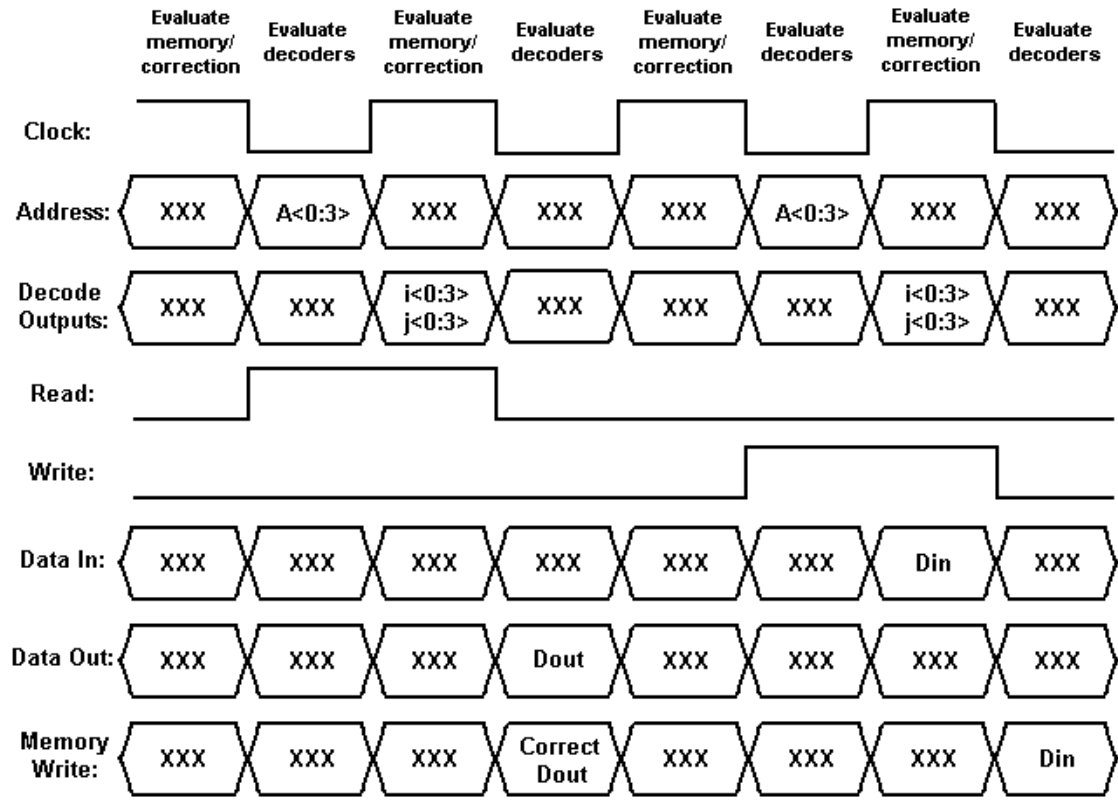 Evaluate memory/ correction
Evaluate decoders
Evaluate memory/ correction
Evaluate decoders
Evaluate memory/ correction
Evaluate decoders
Evaluate memory/ correction
Evaluate decoders
Clock:
Address: XXX A<0:3> XXX XXX XXX A<0:3> XXX XXX
Decode Outputs: XXX XXX i<0:3> j<0:3> XXX XXX XXX i<0:3> j<0:3> XXX
Read:
Write:
Data In: XXX XXX XXX XXX XXX XXX Din XXX
Data Out: XXX XXX XXX Dout XXX XXX XXX XXX
Memory Write: XXX XXX XXX Correct Dout XXX XXX XXX Din